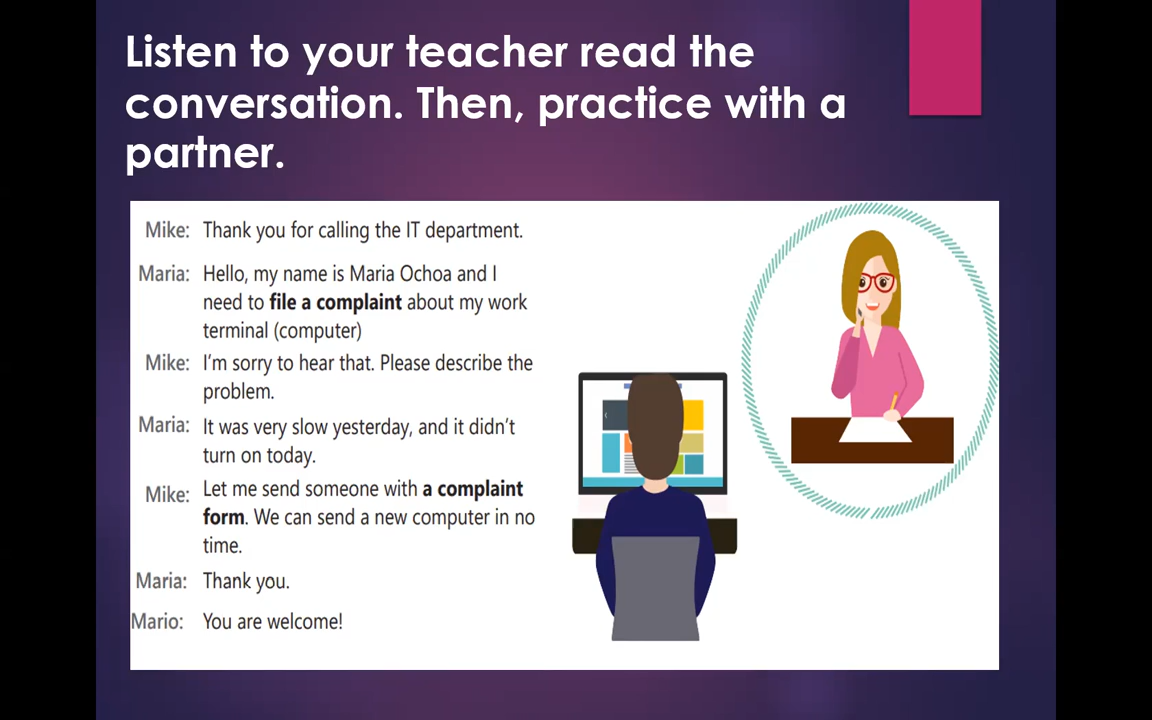 Listen to your teacher read the
conversation. Then, practice with a
partner.
Mike: Thank you for calling the IT department.
Maria: Hello, my name is Maria Ochoa and I
need to file a complaint about my work
terminal (computer)
Mike: I'm sorry to hear that. Please describe the
problem.
Maria: It was very slow yesterday, and it didn't
turn on today.
Mike: Let me send someone with a complaint
form. We can send a new computer in no
time.
Maria: Thank you.
Mario: You are welcome!